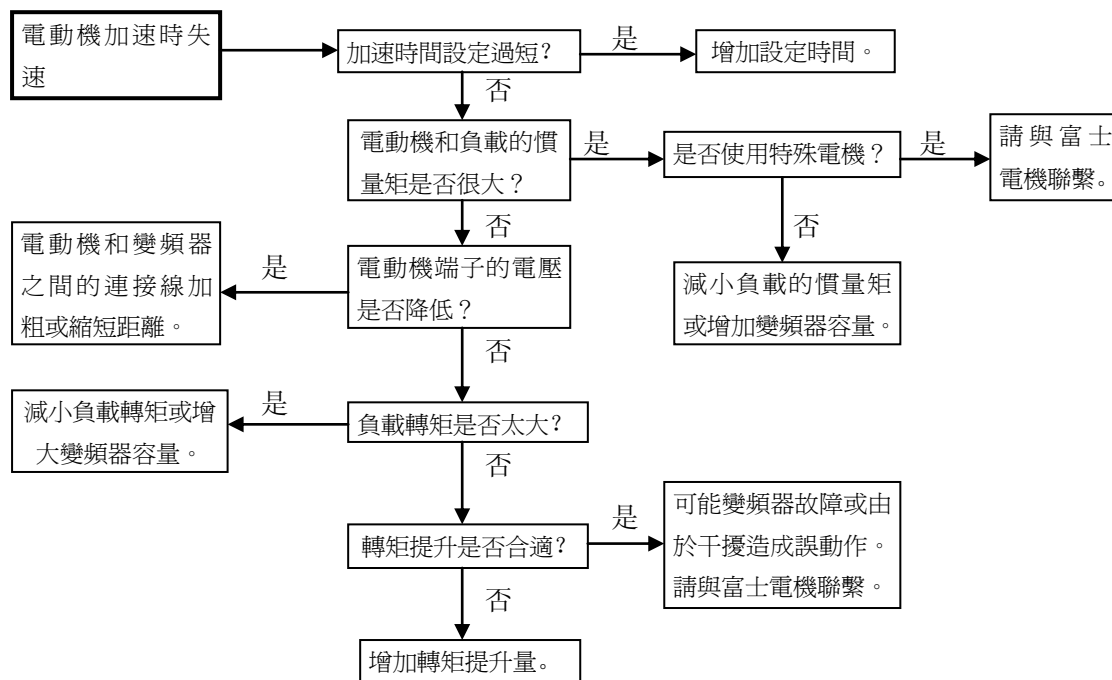 電動機加速時失
速
加速時間設定過短？
是
增加設定時間。
否
電動機和負載的慣
量矩是否很大？
是
是否使用特殊電機？
是
請與富士
電機聯繫。
否
否
電動機和變頻器
之間的連接線加
粗或縮短距離。
是
電動機端子的電壓
是否降低？
減小負載的慣量矩
或增加變頻器容量。
否
減小負載轉矩或增
大變頻器容量。
是
負載轉矩是否太大？
否
轉矩提升是否合適？
是
可能變頻器故障或由
於干擾造成誤動作。
請與富士電機聯繫。
否
增加轉矩提升量。